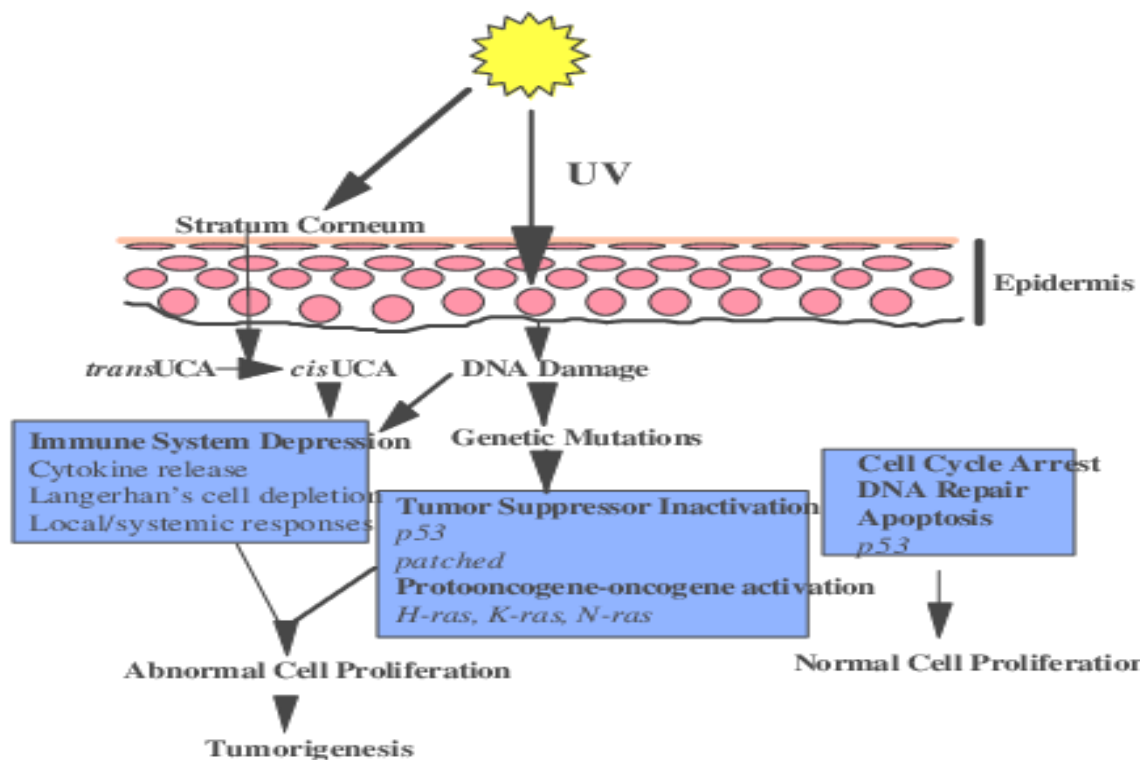 UV
Stratum Corneum
Epidermis
transUCA
cisUCA
DNA Damage
Immune System Depression
Cytokine release
Langerhan's cell depletion
Local/systemic responses
Genetic Mutations
Tumor Suppressor Inactivation
p53
patched
Protooncogene-oncogene activation
H-ras, K-ras, N-ras
Cell Cycle Arrest
DNA Repair
Apoptosis
p53
Abnormal Cell Proliferation
Normal Cell Proliferation
Tumorigenesis